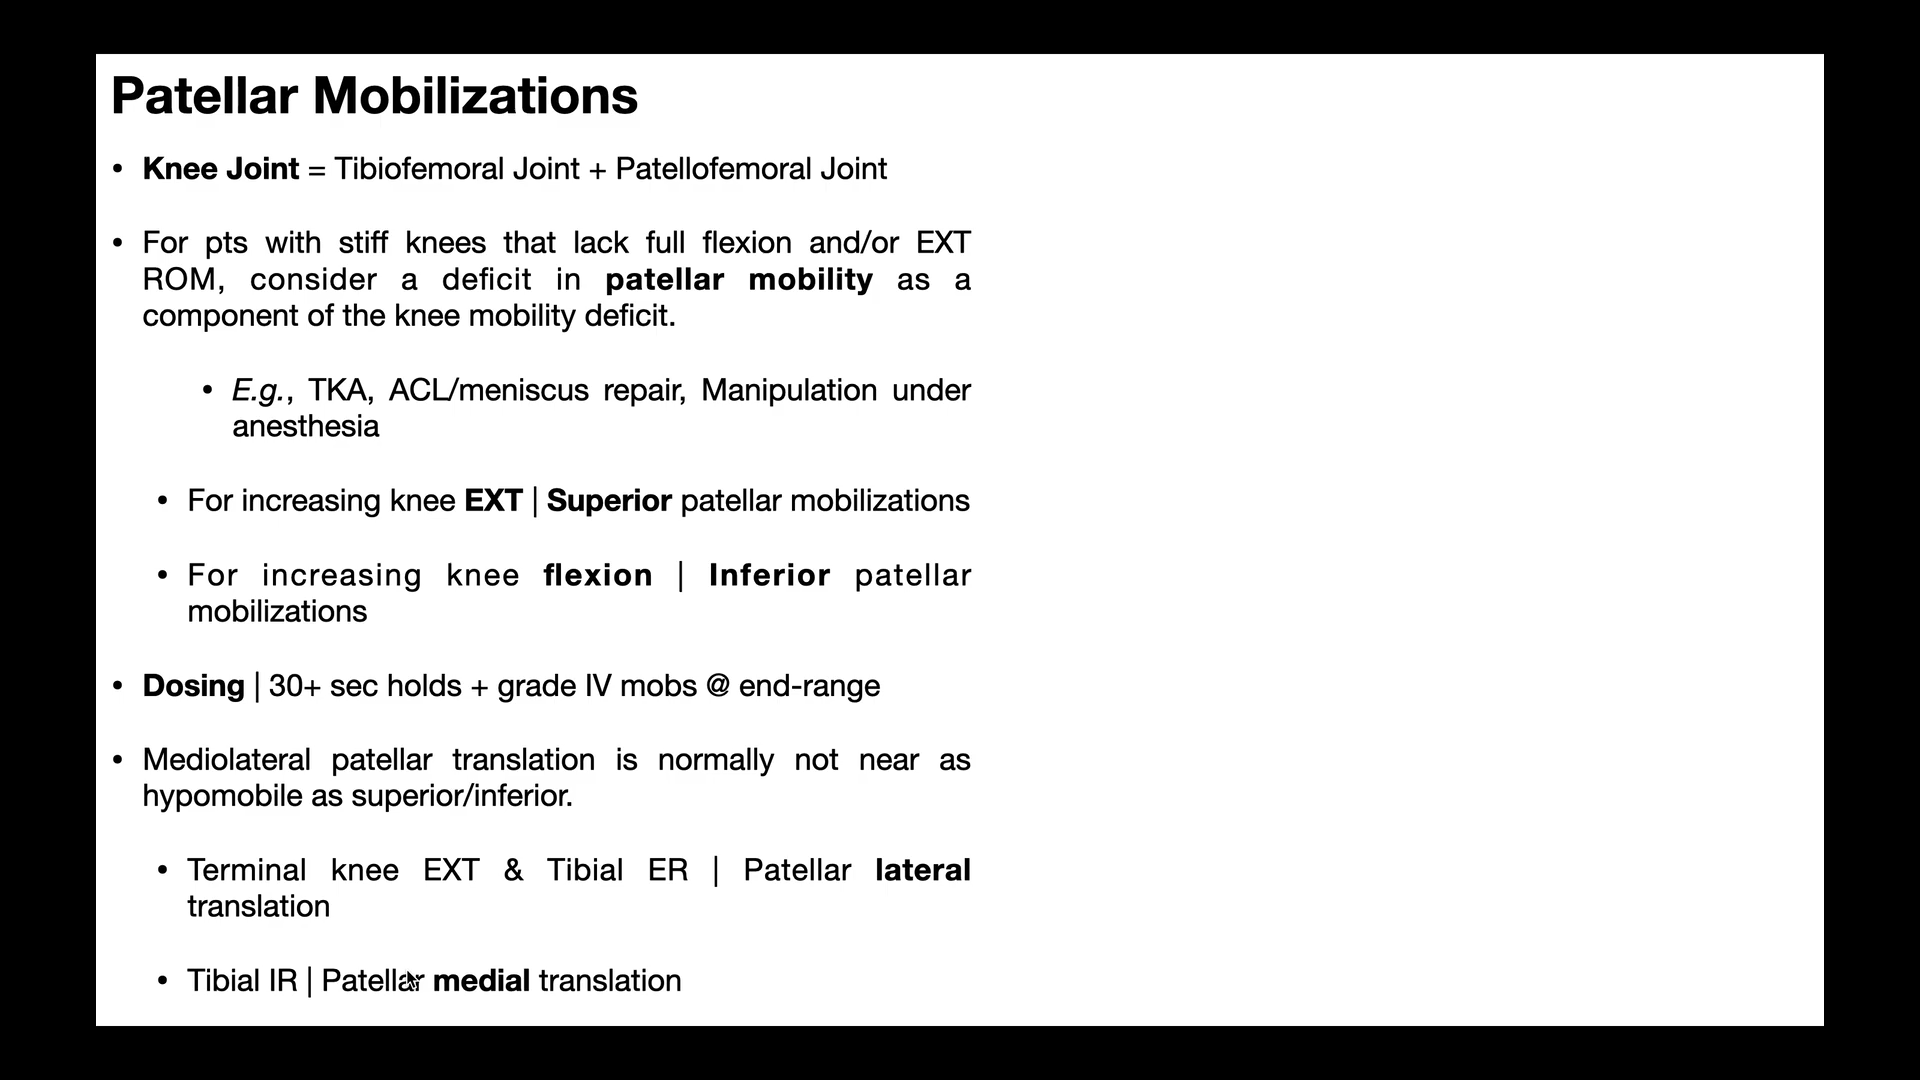 Patellar Mobilizations
• Knee Joint = Tibiofemoral Joint + Patellofemoral Joint
• For pts with stiff knees that lack full flexion and/or EXT
ROM, consider a deficit in patellar mobility as a
component of the knee mobility deficit.
• E.g., TKA, ACL/meniscus repair, Manipulation under
anesthesia
• For increasing knee EXT | Superior patellar mobilizations
• For increasing knee flexion | Inferior patellar
mobilizations
• Dosing | 30+ sec holds + grade IV mobs @ end-range
• Mediolateral patellar translation is normally not near as
hypomobile as superior/inferior.
• Terminal knee EXT & Tibial ER | Patellar lateral
translation
• Tibial IR | Patellar medial translation